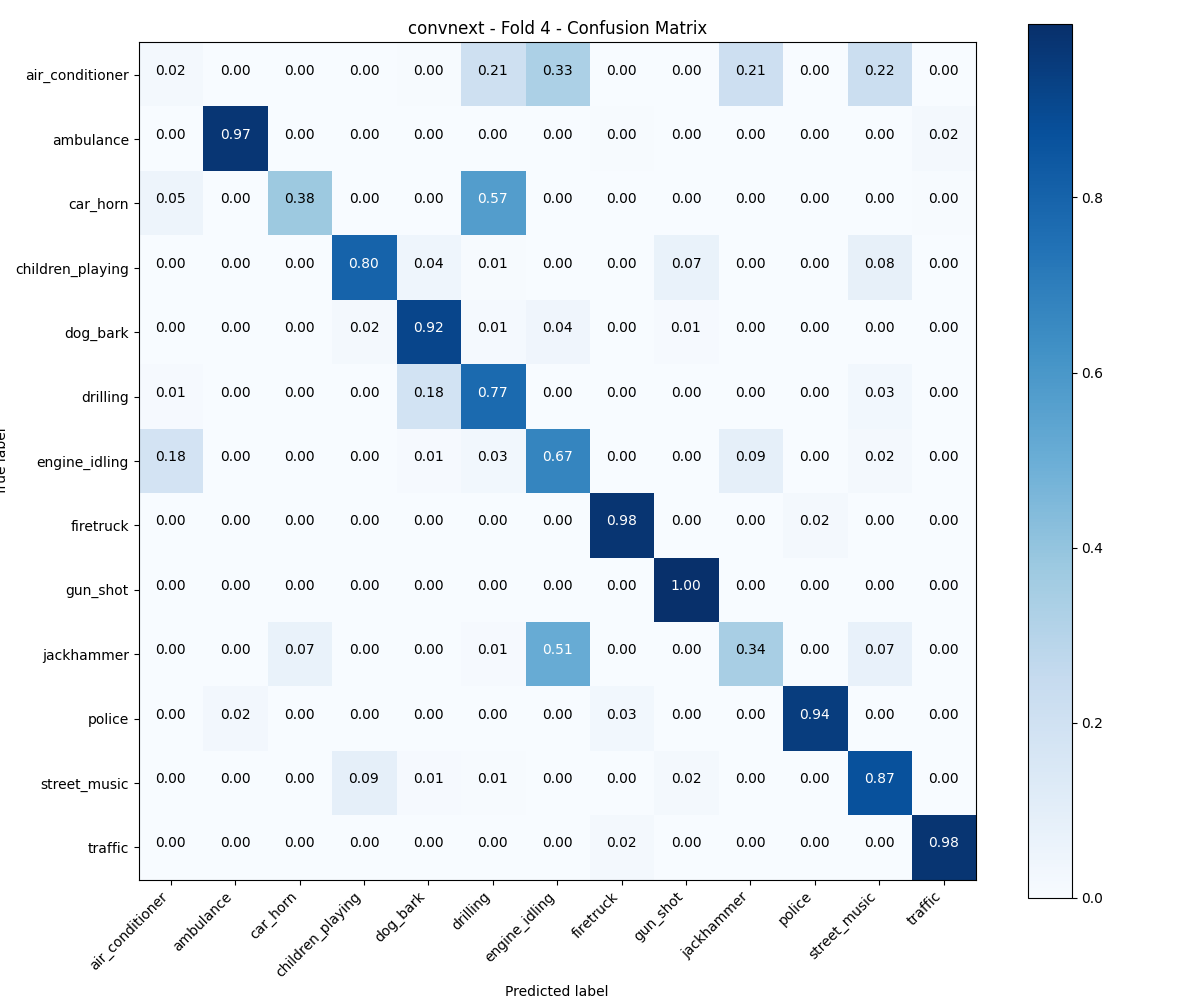 convnext - Fold 4 - Confusion Matrix
air_conditioner 0.02 0.00 0.00 0.00 0.00 0.21 0.33 0.00 0.00 0.21 0.00 0.22 0.00
ambulance 0.00 0.97 0.00 0.00 0.00 0.00 0.00 0.00 0.00 0.00 0.00 0.00 0.02
car_horn 0.05 0.00 0.38 0.00 0.00 0.57 0.00 0.00 0.00 0.00 0.00 0.00 0.00
children_playing 0.00 0.00 0.00 0.80 0.04 0.01 0.00 0.00 0.07 0.00 0.00 0.08 0.00
dog_bark 0.00 0.00 0.00 0.02 0.92 0.01 0.04 0.00 0.01 0.00 0.00 0.00 0.00
drilling 0.01 0.00 0.00 0.00 0.18 0.77 0.00 0.00 0.00 0.00 0.00 0.03 0.00
engine_idling 0.18 0.00 0.00 0.00 0.01 0.03 0.67 0.00 0.00 0.09 0.00 0.02 0.00
firetruck 0.00 0.00 0.00 0.00 0.00 0.00 0.00 0.98 0.00 0.00 0.02 0.00 0.00
gun_shot 0.00 0.00 0.00 0.00 0.00 0.00 0.00 0.00 1.00 0.00 0.00 0.00 0.00
jackhammer 0.00 0.00 0.07 0.00 0.00 0.01 0.51 0.00 0.00 0.34 0.00 0.07 0.00
police 0.00 0.02 0.00 0.00 0.00 0.00 0.00 0.03 0.00 0.00 0.94 0.00 0.00
street_music 0.00 0.00 0.00 0.09 0.01 0.01 0.00 0.00 0.02 0.00 0.00 0.87 0.00
traffic 0.00 0.00 0.00 0.00 0.00 0.00 0.00 0.02 0.00 0.00 0.00 0.00 0.98
air_conditioner
ambulance
car_horn
children_playing
dog_bark
drilling
engine_idling
firetruck
gun_shot
jackhammer
police
street_music
traffic
Predicted label
label
0.8
0.6
0.4
0.2
0.0